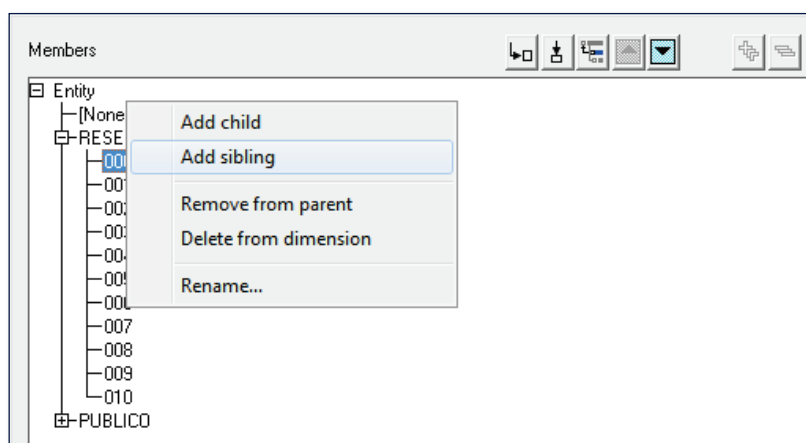 Members
Entity
[None
RESE
Add child
Add sibling
Remove from parent
Delete from dimension
Rename...
007
008
009
010
PUBLICO